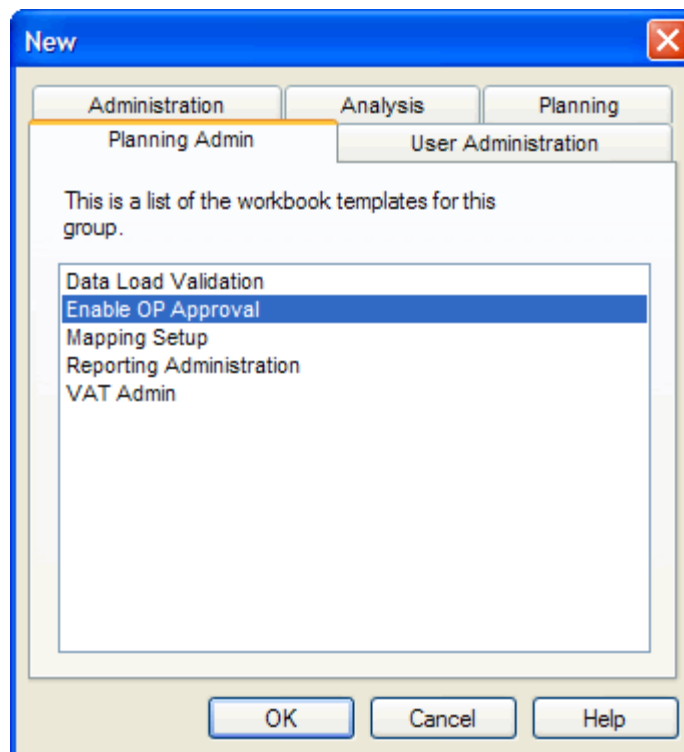 New
Administration
Analysis
Planning
Planning Admin
User Administration
This is a list of the workbook templates for this
group.
Data Load Validation
Enable OP Approval
Mapping Setup
Reporting Administration
VAT Admin
OK
Cancel
Help